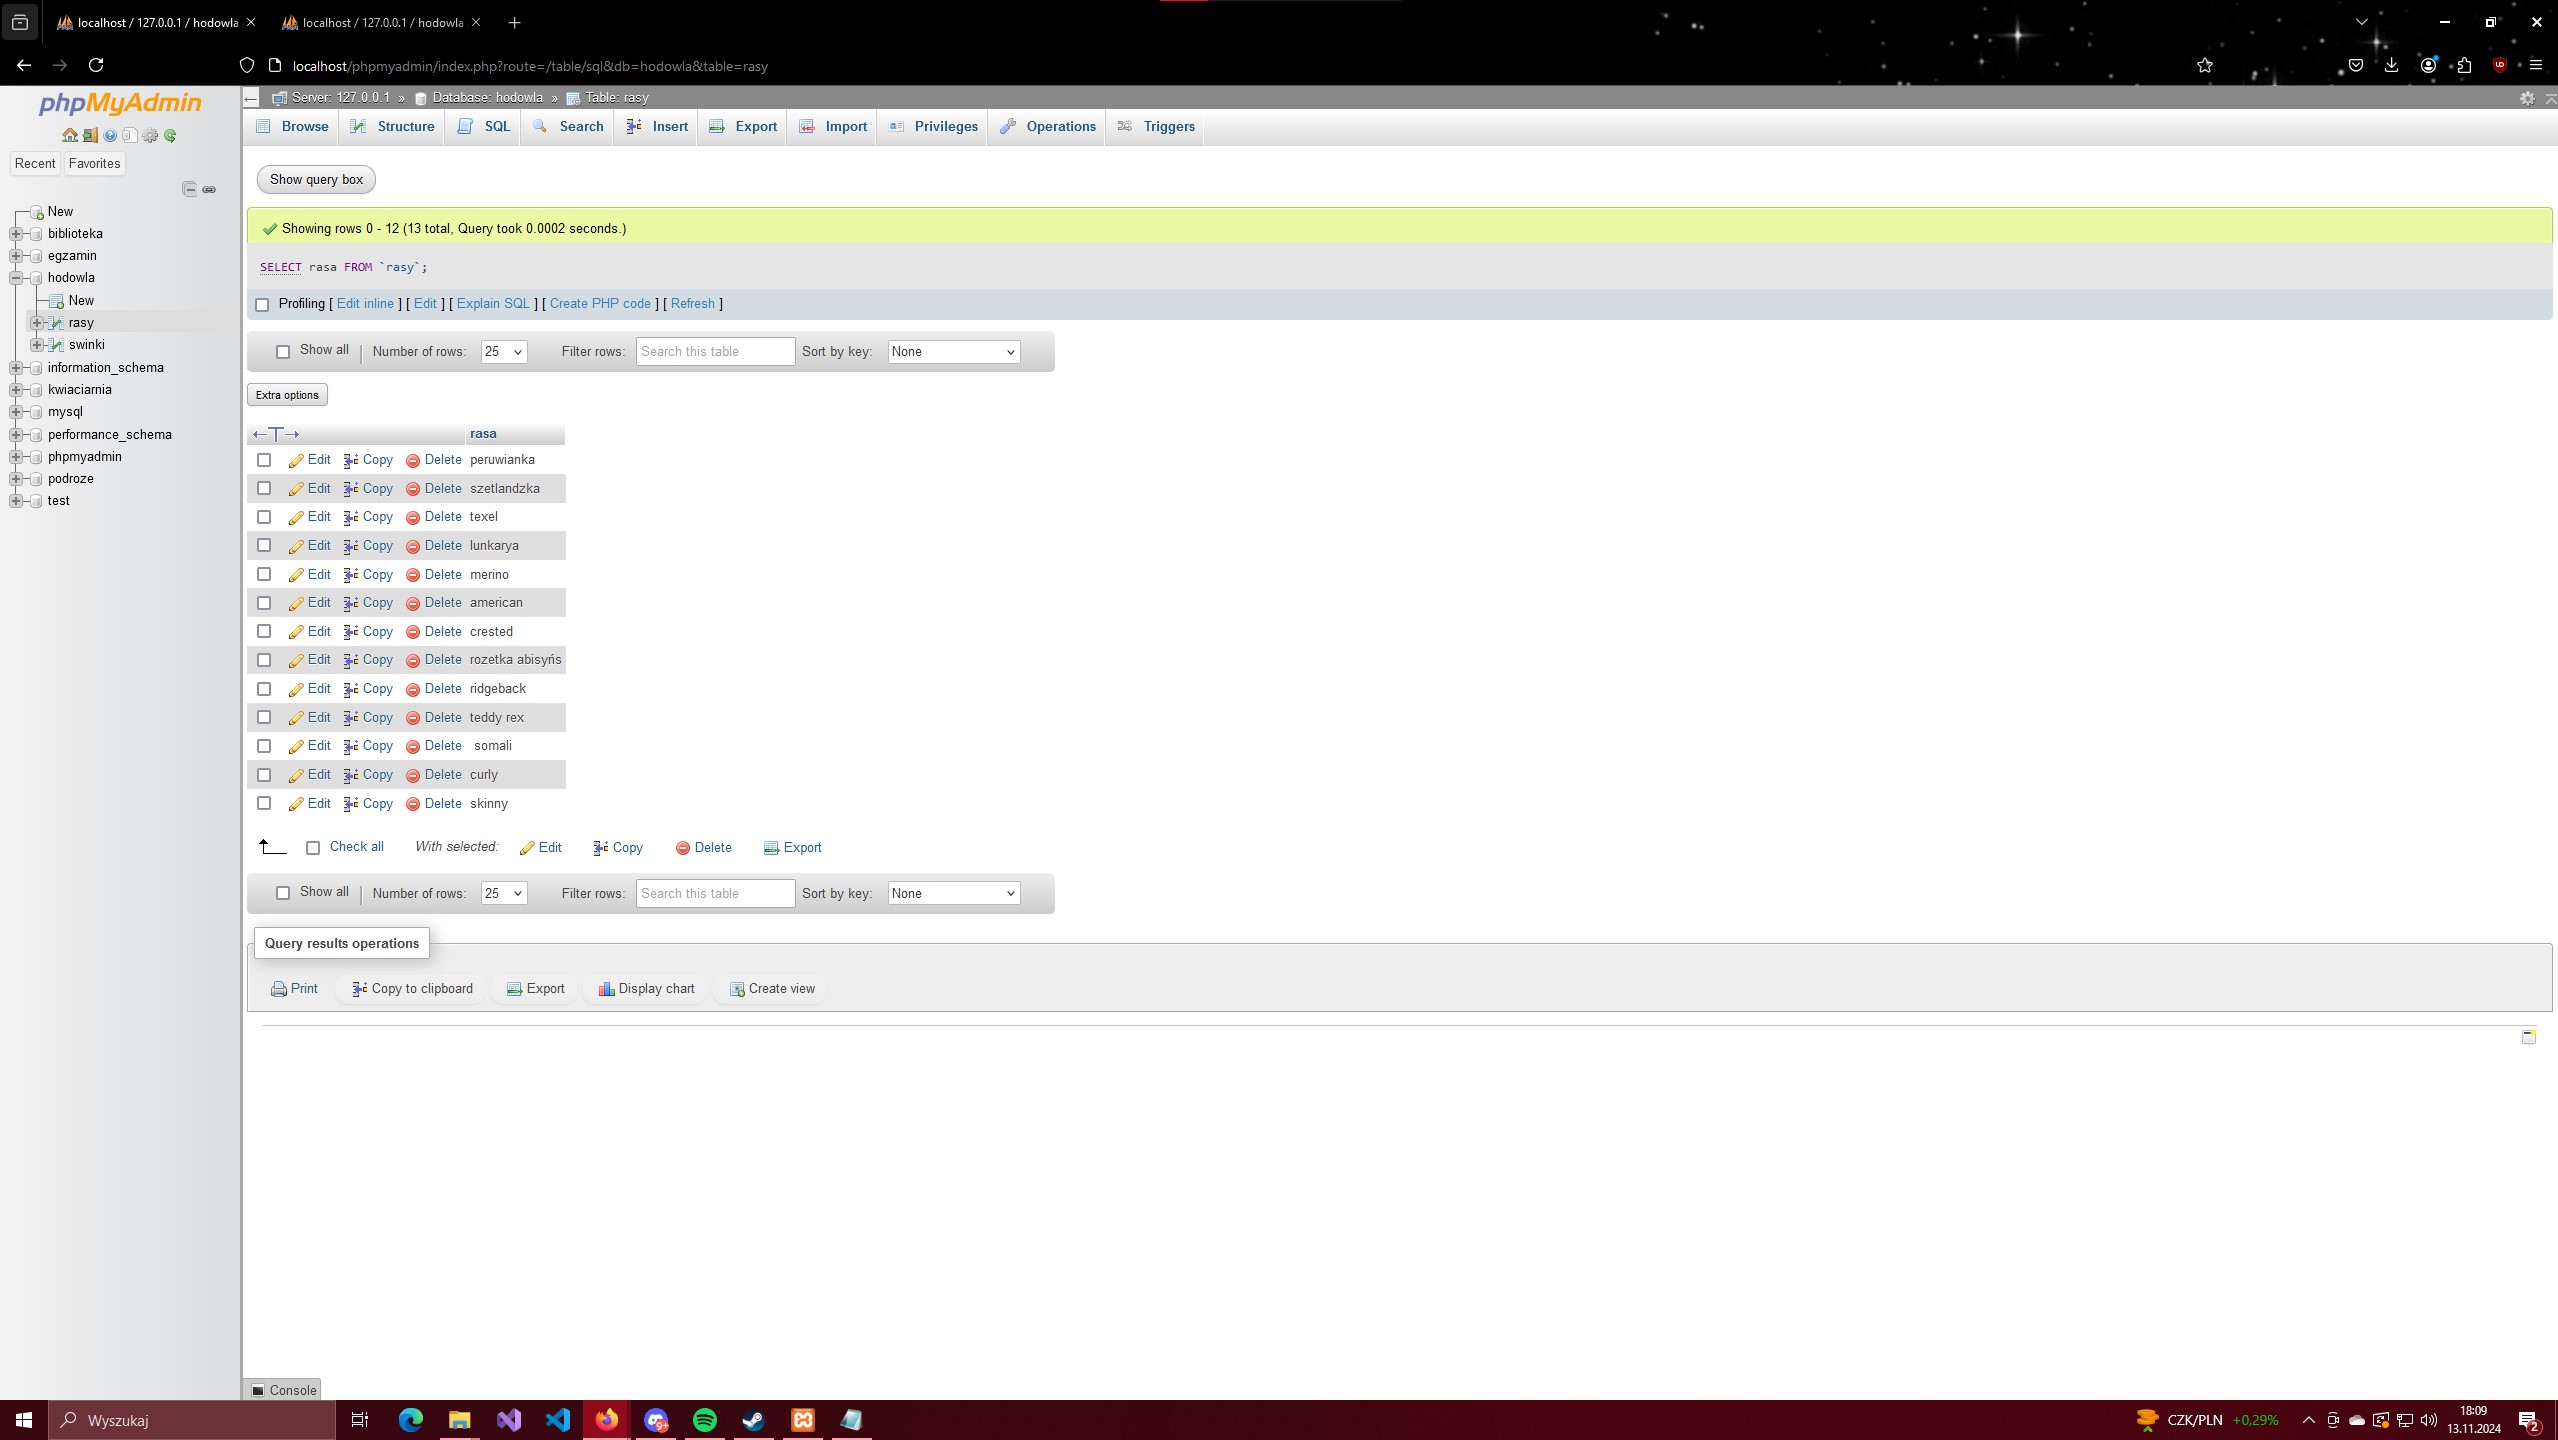 localhost / 127.0.0.1 / hodowla
localhost / 127.0.0.1 / hodowla
localhost/phpmyadmin/index.php?route=/table/sql&db=hodowla&table=rasy
phpMyAdmin
Recent Favorites
New
biblioteka
egzamin
hodowla
New
rasy
swinki
information_schema
kwiaciarnia
mysql
performance_schema
phpmyadmin
podroze
test
Server: 127.0.0.1 » Database: hodowla » Table: rasy
Browse Structure SQL Search Insert Export Import Privileges Operations Triggers
Show query box
Showing rows 0 - 12 (13 total, Query took 0.0002 seconds.)
SELECT rasa FROM `rasy`;
Profiling [ Edit inline ] [ Edit ] [ Explain SQL ] [ Create PHP code ] [ Refresh ]
Show all Number of rows: 25 Filter rows: Search this table Sort by key: None
Extra options
←T→ rasa
Edit Copy Delete peruwianka
Edit Copy Delete szetlandzka
Edit Copy Delete texel
Edit Copy Delete lunkarya
Edit Copy Delete merino
Edit Copy Delete american
Edit Copy Delete crested
Edit Copy Delete rozetka abisyńs
Edit Copy Delete ridgeback
Edit Copy Delete teddy rex
Edit Copy Delete somali
Edit Copy Delete curly
Edit Copy Delete skinny
Check all With selected: Edit Copy Delete Export
Show all Number of rows: 25 Filter rows: Search this table Sort by key: None
Query results operations
Print Copy to clipboard Export Display chart Create view
Console
Wyszukaj
9+
CZK/PLN +0,29%
18:09
13.11.2024
2